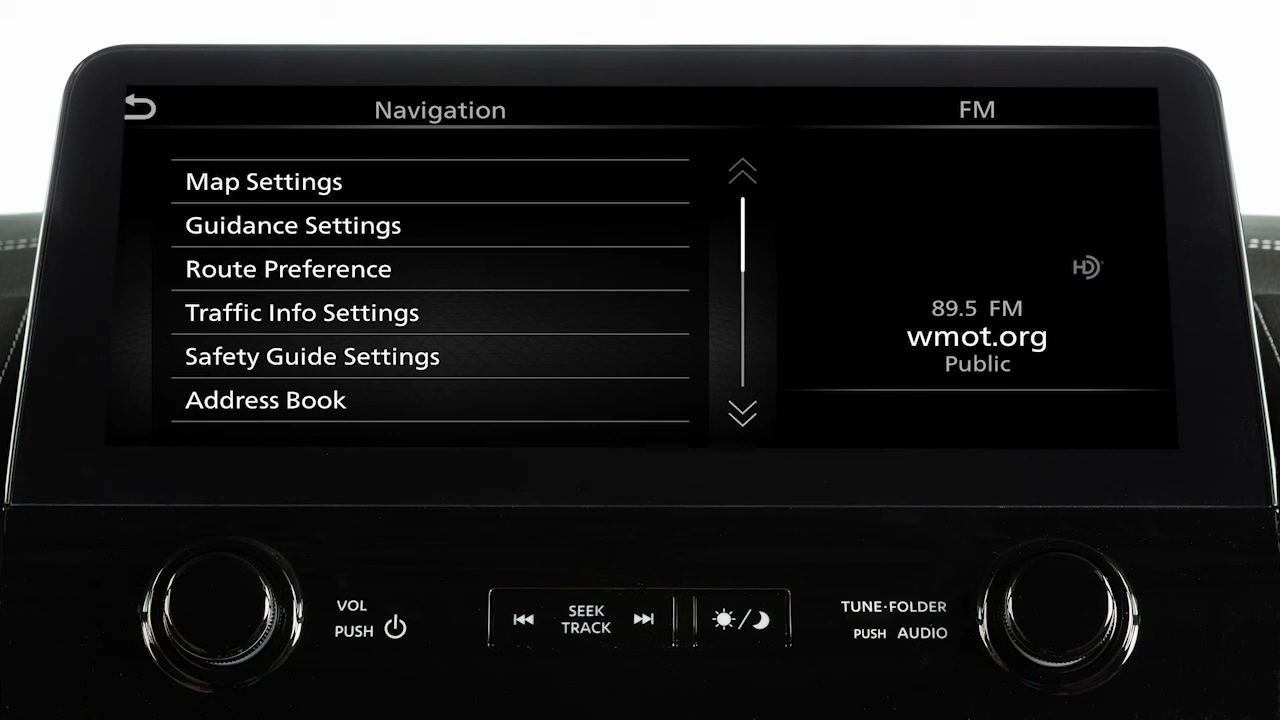 Navigation
FM
Map Settings
Guidance Settings
Route Preference
Traffic Info Settings
Safety Guide Settings
Address Book
HD
89.5 FM
wmot.org
Public
VOL
PUSH
SEEK
TRACK
TUNE·FOLDER
PUSH AUDIO